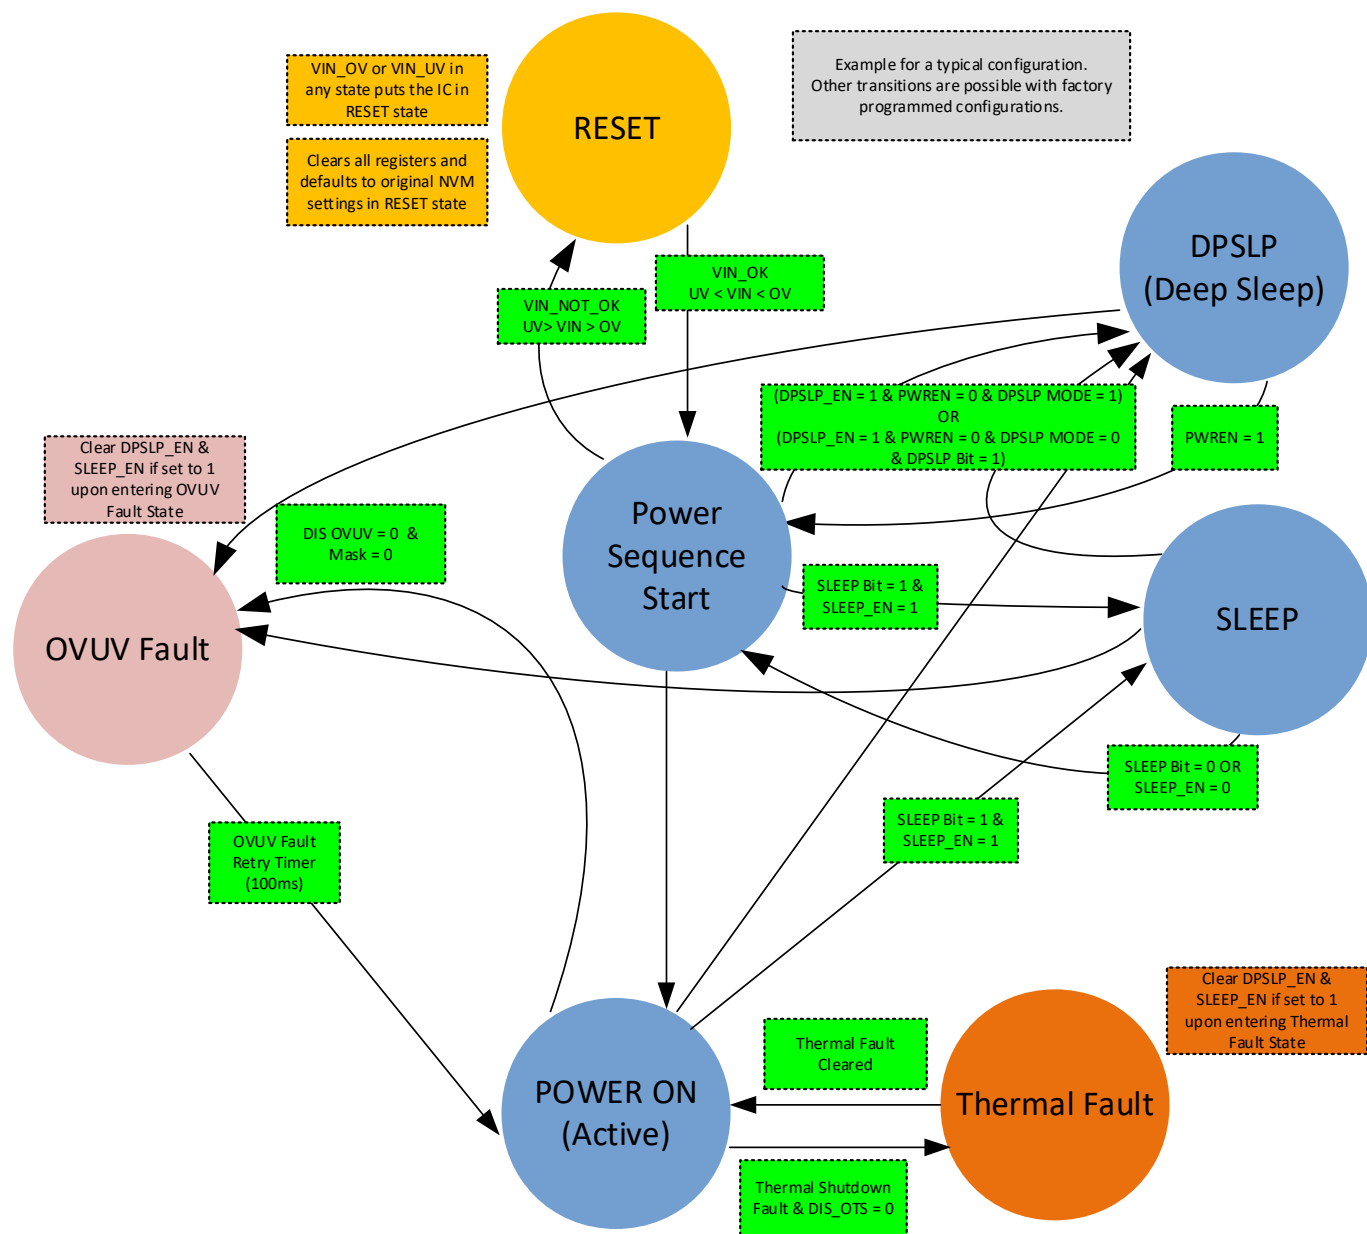 VIN_OV or VIN_UV in
any state puts the IC in
RESET state
Clears all registers and
defaults to original NVM
settings in RESET state
RESET
Example for a typical configuration.
Other transitions are possible with factory
programmed configurations.
DPSLP
(Deep Sleep)
VIN_NOT_OK
UV> VIN > OV
VIN_OK
UV < VIN < OV
(DPSLP_EN = 1 & PWREN = 0 & DPSLP MODE = 1)
OR
(DPSLP_EN = 1 & PWREN = 0 & DPSLP MODE = 0
& DPSLP Bit = 1)
PWREN = 1
Clear DPSLP_EN &
SLEEP_EN if set to 1
upon entering OVUV
Fault State
DIS OVUV = 0 &
Mask = 0
Power
Sequence
Start
SLEEP Bit = 1 &
SLEEP_EN = 1
SLEEP
OVUV Fault
SLEEP Bit = 0 OR
SLEEP_EN = 0
SLEEP Bit = 1 &
SLEEP_EN = 1
OVUV Fault
Retry Timer
(100ms)
Clear DPSLP_EN &
SLEEP_EN if set to 1
upon entering Thermal
Fault State
Thermal Fault
Cleared
POWER ON
(Active)
Thermal Fault
Thermal Shutdown
Fault & DIS_OTS = 0